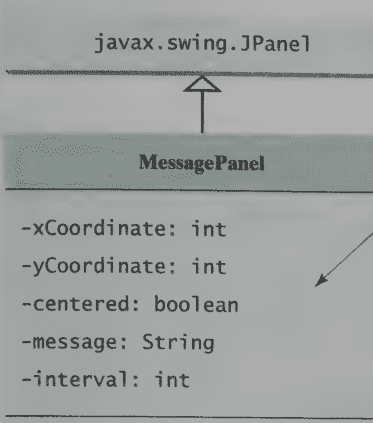 javax.swing.JPanel
MessagePanel
-xCoordinate: int
-yCoordinate: int
-centered: boolean
-message: String
-interval: int